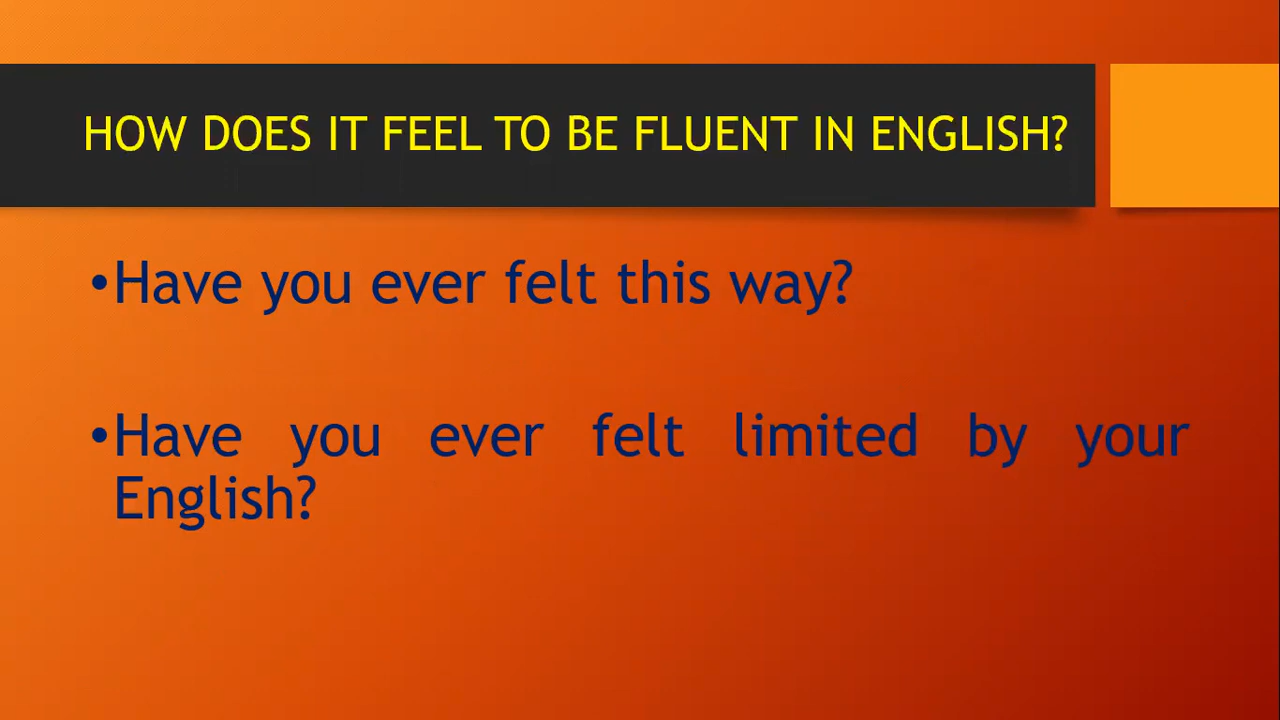 HOW DOES IT FEEL TO BE FLUENT IN ENGLISH?
•Have you ever felt this way?
•Have you ever felt limited by your
English?